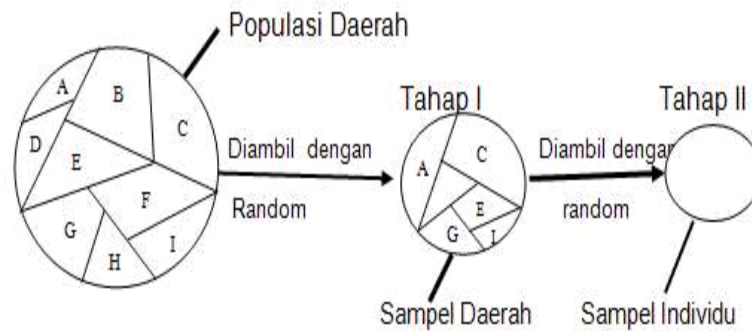 Populasi Daerah
A
B
C
D
E
F
G
H
I
Diambil dengan
Random
Tahap I
A
C
E
G
I
Sampel Daerah
Diambil dengan
random
Tahap II
Sampel Individu